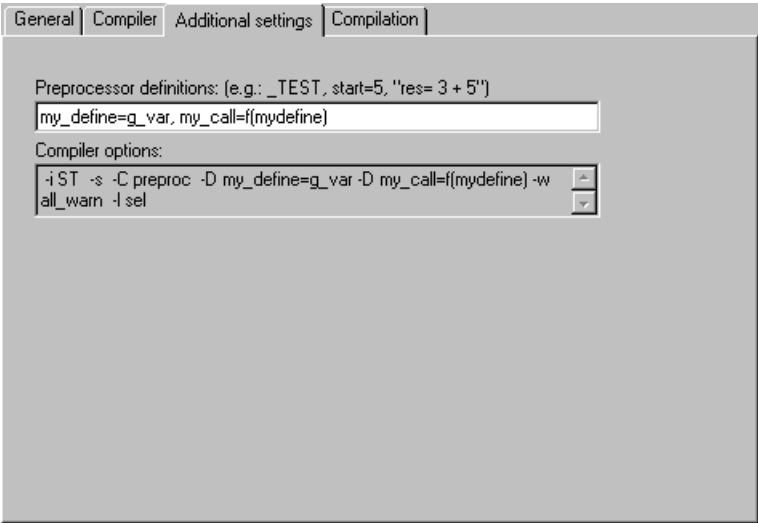 General Compiler Additional settings Compilation
Preprocessor definitions: (e.g.: _TEST, start=5, "res= 3 + 5")
my_define=g_var, my_call=f(mydefine)
Compiler options:
-i ST -s -C preproc -D my_define=g_var -D my_call=f(mydefine) -w
all_warn -l sel